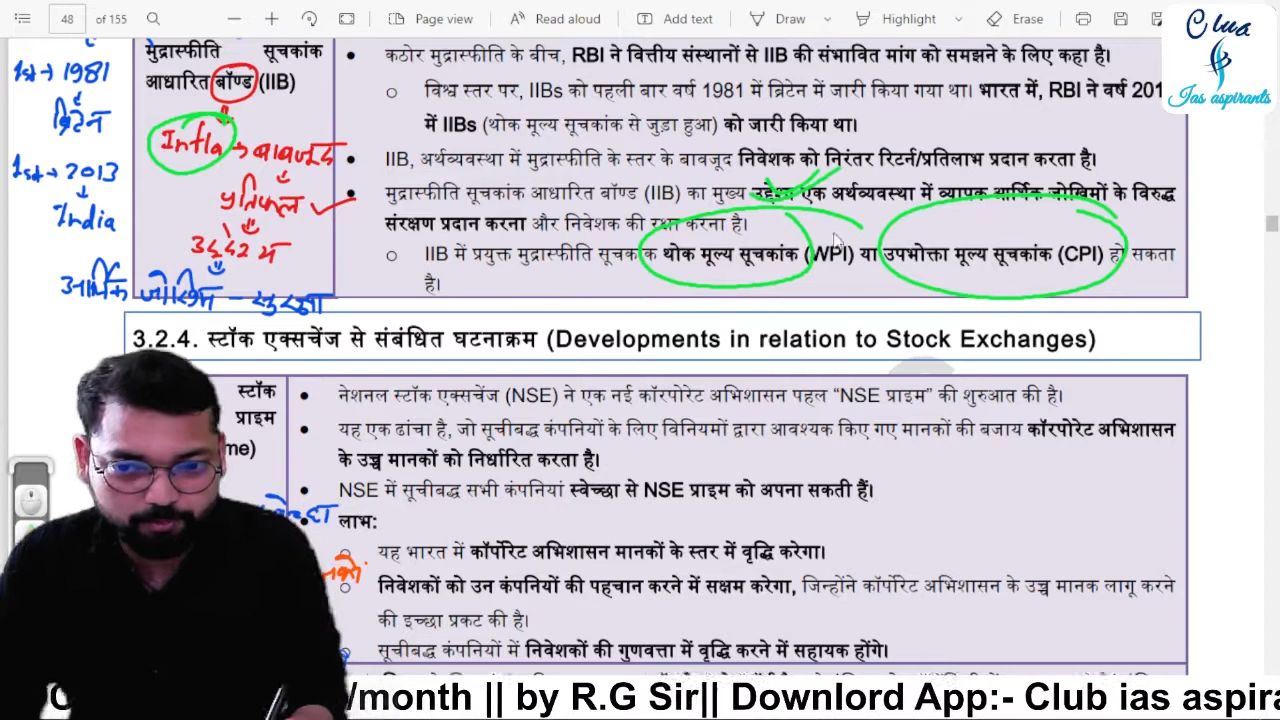 48 of 155
Page view
Read aloud
Add text
Draw
Highlight
Erase
Club
Ias aspirants
मुद्रास्फीति सूचकांक
आधारित बॉण्ड (IIB)
कठोर मुद्रास्फीति के बीच, RBI ने वित्तीय संस्थानों से IIB की संभावित मांग को समझने के लिए कहा है।
विश्व स्तर पर, IIBs को पहली बार वर्ष 1981 में ब्रिटेन में जारी किया गया था। भारत में, RBI ने वर्ष 201
में IIBs (थोक मूल्य सूचकांक से जुड़ा हुआ) को जारी किया था।
IIB, अर्थव्यवस्था में मुद्रास्फीति के स्तर के बावजूद निवेशक को निरंतर रिटर्न/प्रतिलाभ प्रदान करता है।
मुद्रास्फीति सूचकांक आधारित बॉण्ड (IIB) का मुख्य उद्देश्य एक अर्थव्यवस्था में व्यापक आर्थिक जोखिमों के विरुद्ध
संरक्षण प्रदान करना और निवेशक की रक्षा करना है।
IIB में प्रयुक्त मुद्रास्फीति सूचकांक थोक मूल्य सूचकांक (WPI) या उपभोक्ता मूल्य सूचकांक (CPI) हो सकता
है।
1st → 1981
ब्रिटेन
1st → 2013
India
Infla → बावजूद
प्रतिफल
उद्देश्य
आर्थिक जोखिम - सुरक्षा
3.2.4. स्टॉक एक्सचेंज से संबंधित घटनाक्रम (Developments in relation to Stock Exchanges)
स्टॉक
प्राइम
me)
नेशनल स्टॉक एक्सचेंज (NSE) ने एक नई कॉरपोरेट अभिशासन पहल "NSE प्राइम" की शुरुआत की है।
यह एक ढांचा है, जो सूचीबद्ध कंपनियों के लिए विनियमों द्वारा आवश्यक किए गए मानकों की बजाय कॉरपोरेट अभिशासन
के उच्च मानकों को निर्धारित करता है।
NSE में सूचीबद्ध सभी कंपनियां स्वेच्छा से NSE प्राइम को अपना सकती हैं।
लाभ:
यह भारत में कॉर्पोरेट अभिशासन मानकों के स्तर में वृद्धि करेगा।
निवेशकों को उन कंपनियों की पहचान करने में सक्षम करेगा, जिन्होंने कॉर्पोरेट अभिशासन के उच्च मानक लागू करने
की इच्छा प्रकट की है।
सूचीबद्ध कंपनियों में निवेशकों की गुणवत्ता में वृद्धि करने में सहायक होंगे।
/month || by R.G Sir|| Downlord App:- Club ias aspira